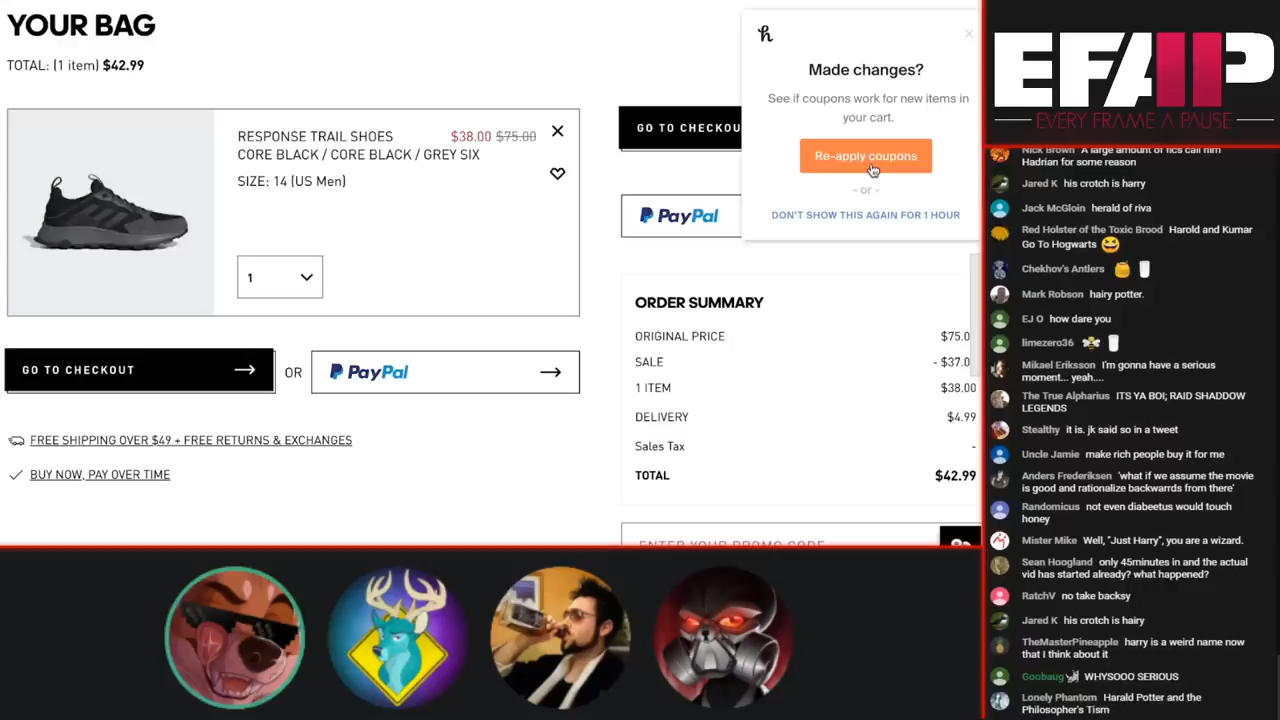 YOUR BAG
TOTAL: (1 item) $42.99
RESPONSE TRAIL SHOES $38.00 $75.00
CORE BLACK / CORE BLACK / GREY SIX
SIZE: 14 (US Men)
1
GO TO CHECKOUT
OR
PayPal
FREE SHIPPING OVER $49 + FREE RETURNS & EXCHANGES
BUY NOW, PAY OVER TIME
GO TO CHECKOU
PayPal
h
Made changes?
See if coupons work for new items in
your cart.
Re-apply coupons
- or -
DON'T SHOW THIS AGAIN FOR 1 HOUR
ORDER SUMMARY
ORIGINAL PRICE $75.0
SALE - $37.0
1 ITEM $38.00
DELIVERY $4.99
Sales Tax -
TOTAL $42.99
ENTER YOUR PROMO CODE
EFAP
EVERY FRAME A PAUSE
Nick Brown A large amount of fics call him
Hadrian for some reason
Jared K his crotch is harry
Jack McGloin herald of riva
Red Holster of the Toxic Brood Harold and Kumar
Go To Hogwarts 😆
Chekhov's Antlers 🍯 🥛
Mark Robson hairy potter.
EJ O how dare you
limezero36 🐝 🥛
Mikael Eriksson I'm gonna have a serious
moment... yeah....
The True Alpharius ITS YA BOI; RAID SHADOW
LEGENDS
Stealthy it is. jk said so in a tweet
Uncle Jamie make rich people buy it for me
Anders Frederiksen 'what if we assume the movie
is good and rationalize backwarrds from there'
Randomicus not even diabeetus would touch
honey
Mister Mike Well, "Just Harry", you are a wizard.
Sean Hoogland only 45minutes in and the actual
vid has started already? what happened?
RatchV no take backsy
Jared K his crotch is hairy
TheMasterPineapple harry is a weird name now
that I think about it
Goobaug WHYSOOO SERIOUS
Lonely Phantom Harald Potter and the
Philosopher's Tism